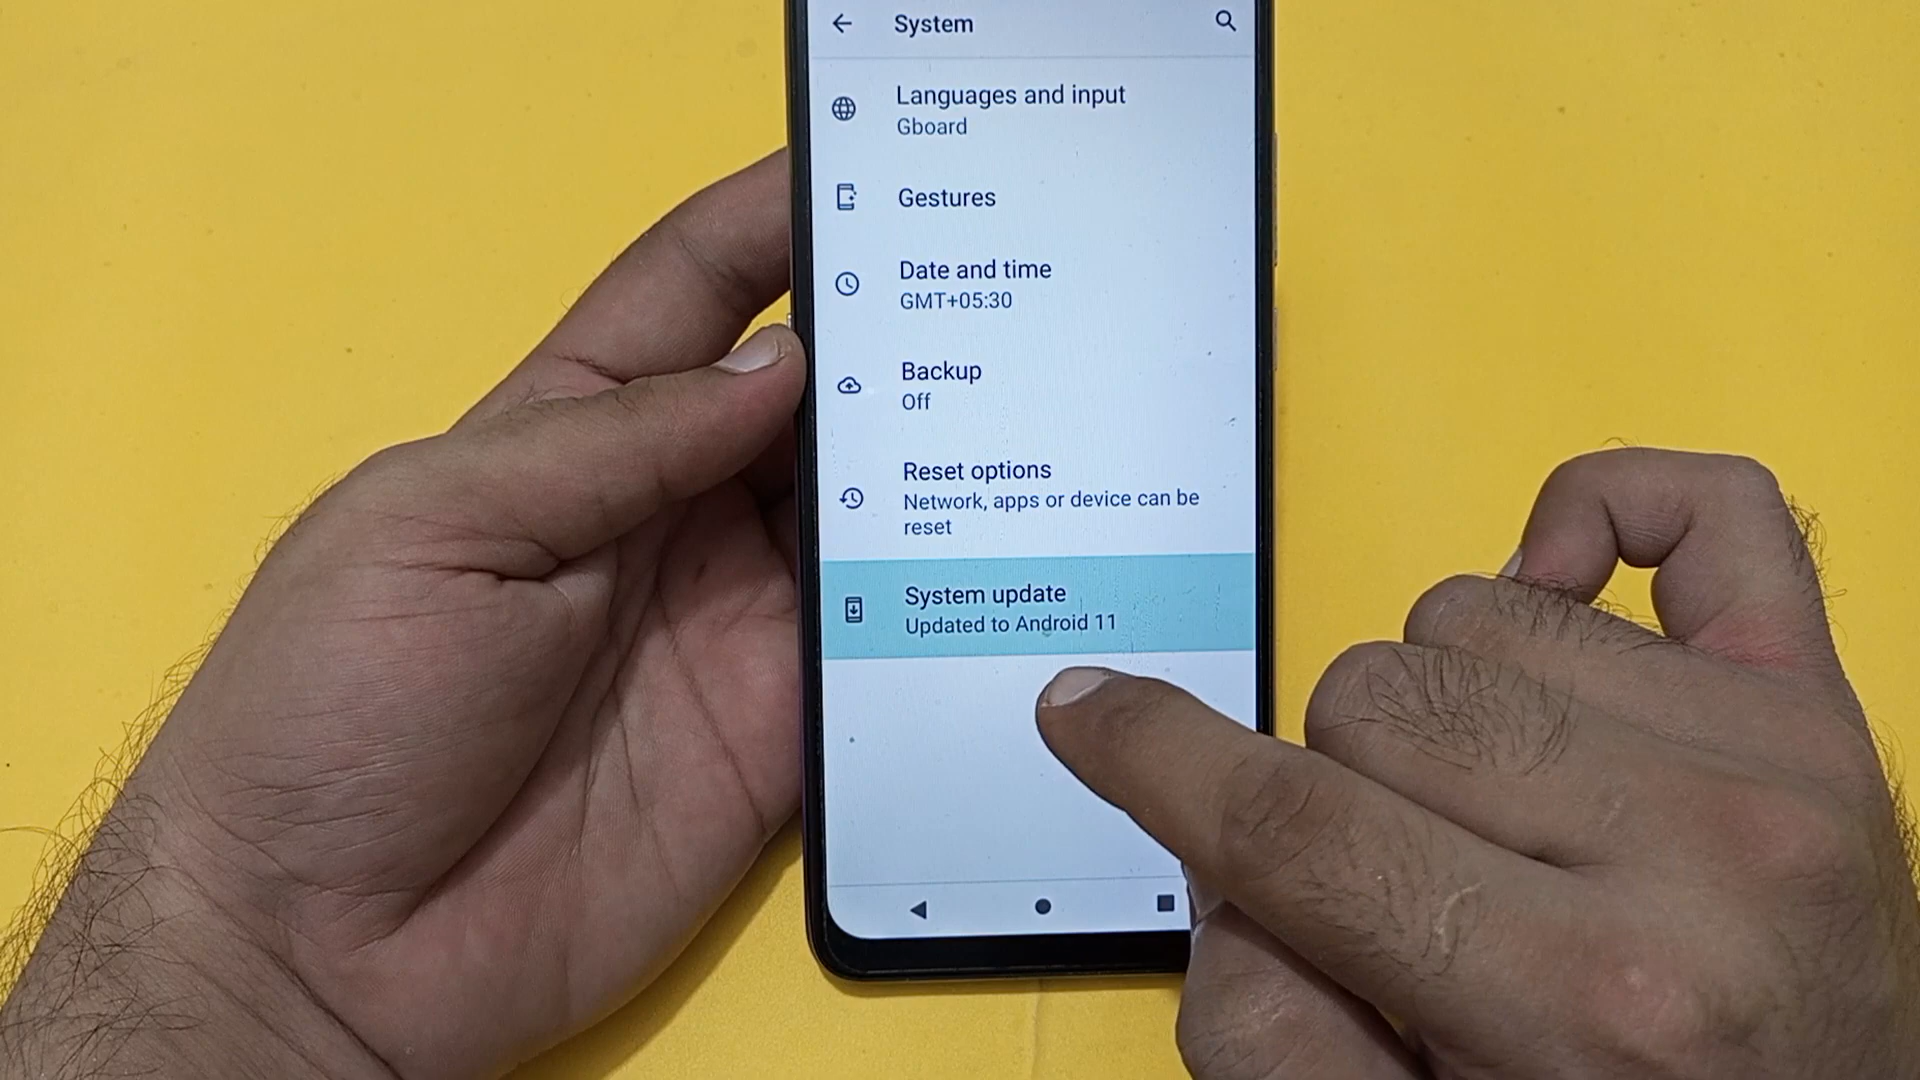 System
Languages and input
Gboard
Gestures
Date and time
GMT+05:30
Backup
Off
Reset options
Network, apps or device can be
reset
System update
Updated to Android 11